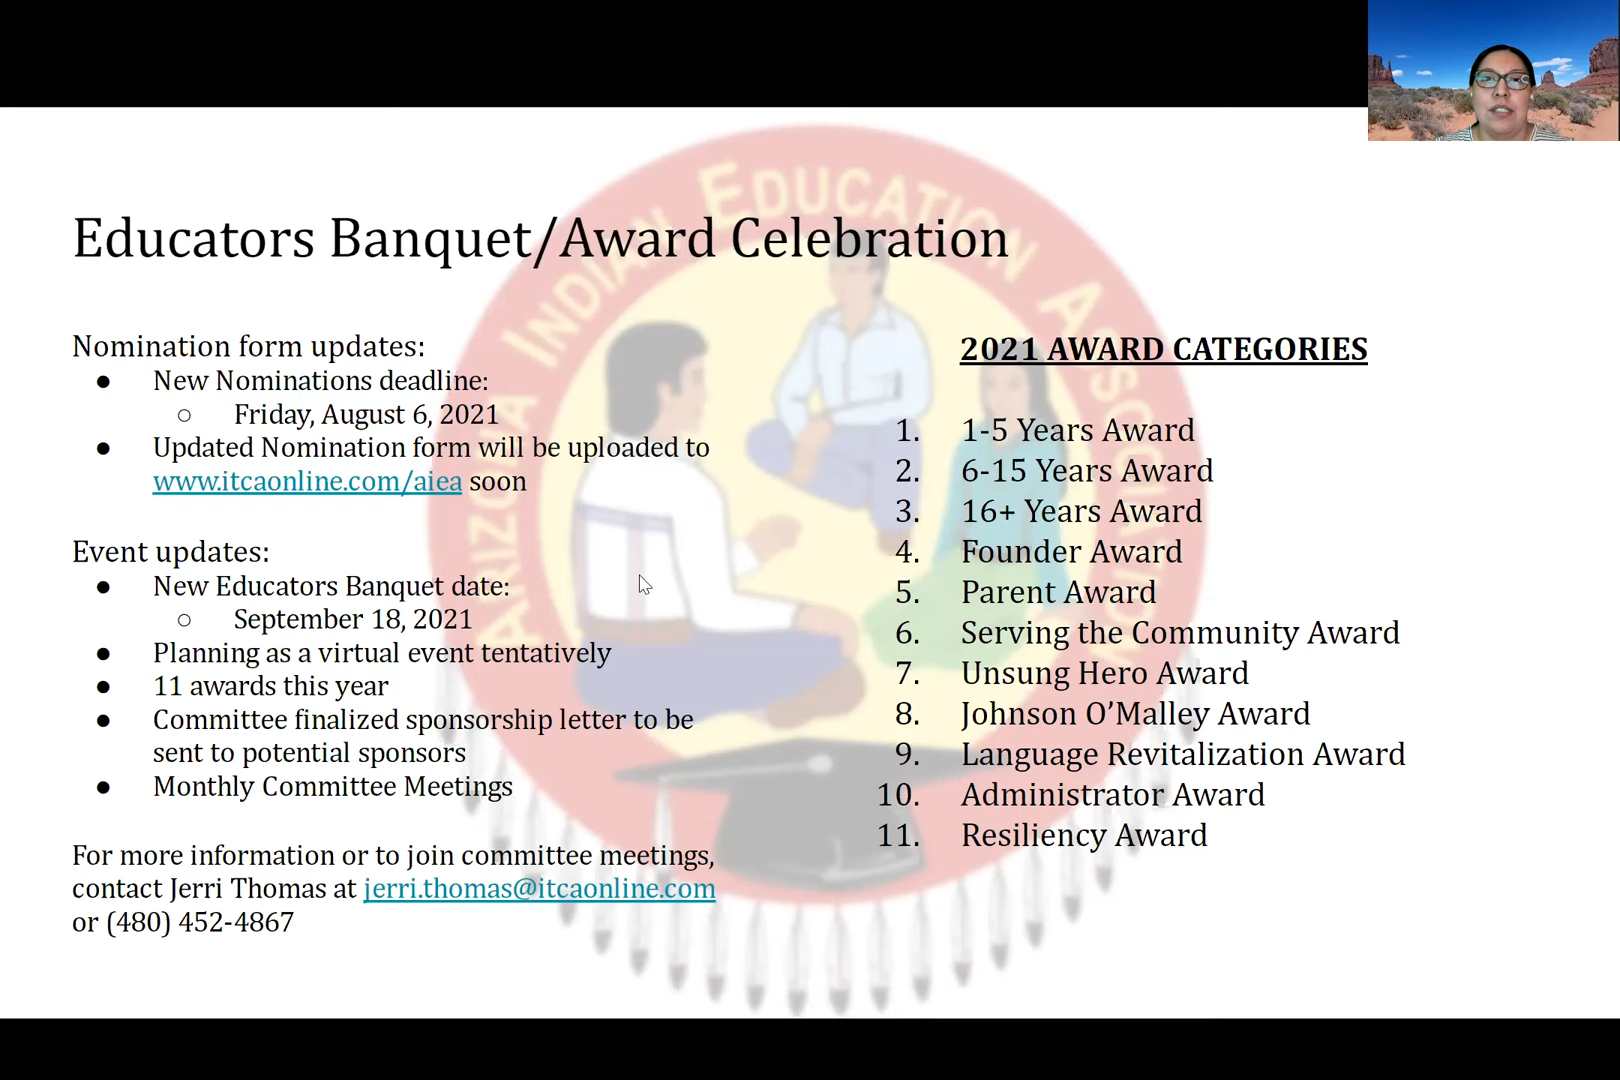 ARIZONA INDIAN EDUCATION ASSOCIATION
Educators Banquet/Award Celebration
Nomination form updates:
● New Nominations deadline:
○ Friday, August 6, 2021
● Updated Nomination form will be uploaded to
www.itcaonline.com/aiea soon
Event updates:
● New Educators Banquet date:
○ September 18, 2021
● Planning as a virtual event tentatively
● 11 awards this year
● Committee finalized sponsorship letter to be
sent to potential sponsors
● Monthly Committee Meetings
For more information or to join committee meetings,
contact Jerri Thomas at jerri.thomas@itcaonline.com
or (480) 452-4867
2021 AWARD CATEGORIES
1. 1-5 Years Award
2. 6-15 Years Award
3. 16+ Years Award
4. Founder Award
5. Parent Award
6. Serving the Community Award
7. Unsung Hero Award
8. Johnson O’Malley Award
9. Language Revitalization Award
10. Administrator Award
11. Resiliency Award